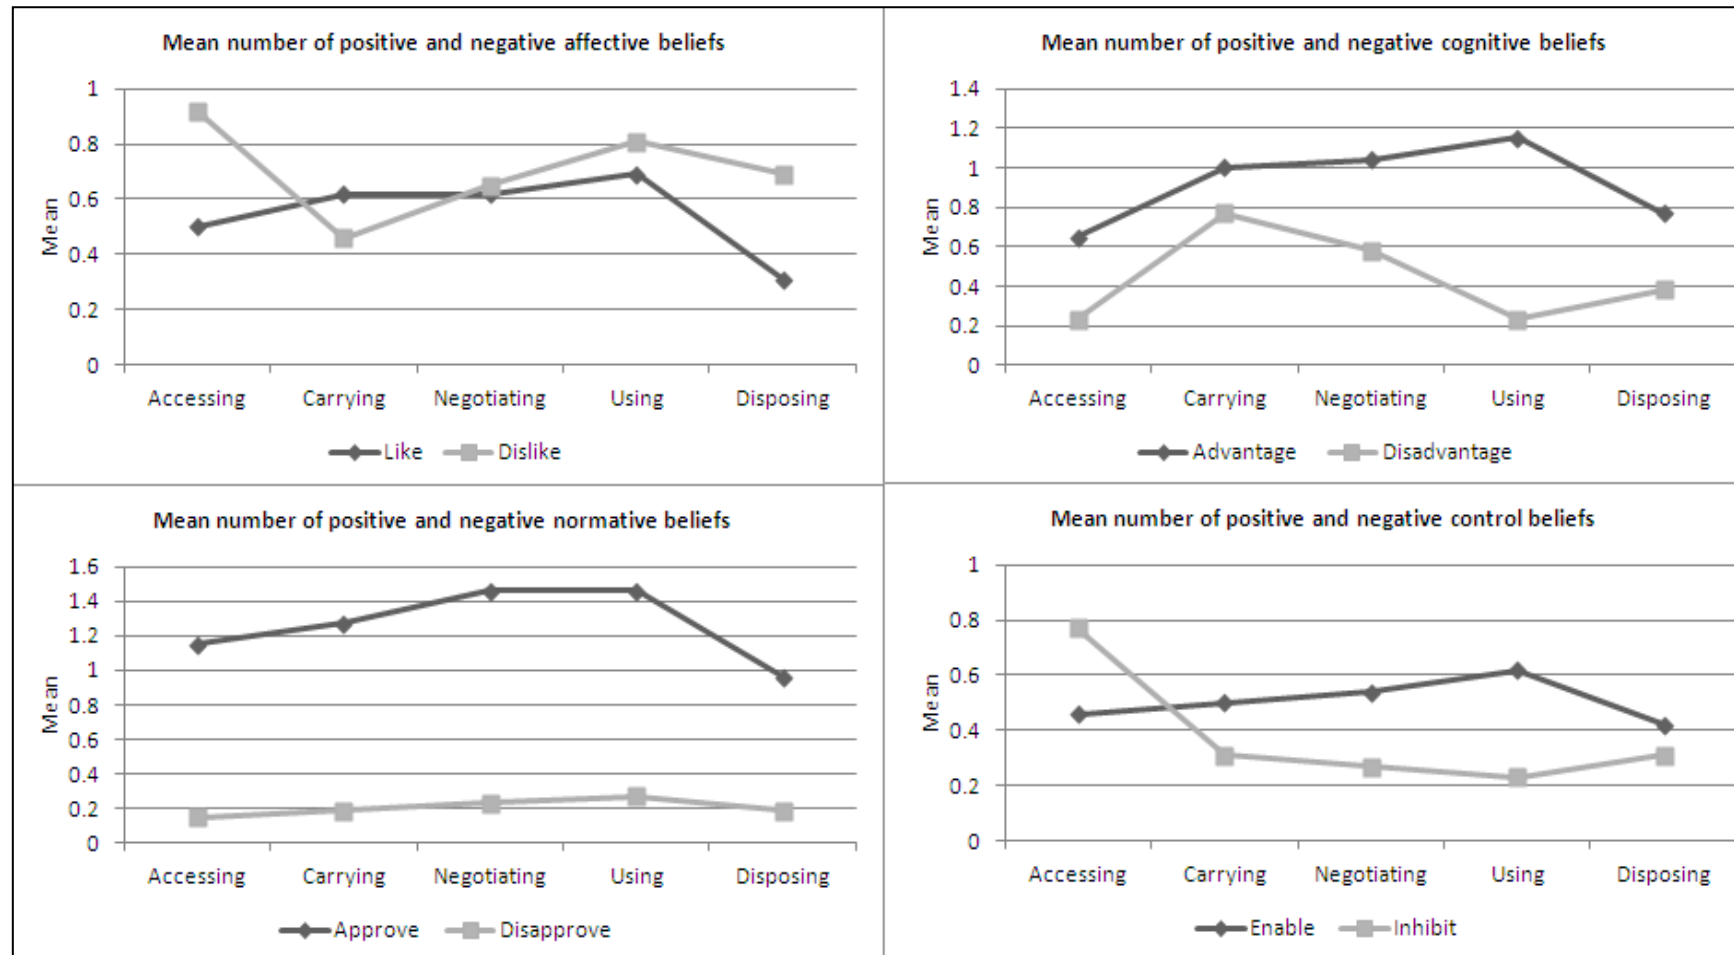 Mean number of positive and negative affective beliefs
1
0.8
0.6
0.4
0.2
0
Mean
Accessing Carrying Negotiating Using Disposing
Like Dislike
Mean number of positive and negative cognitive beliefs
1.4
1.2
1
0.8
0.6
0.4
0.2
0
Mean
Accessing Carrying Negotiating Using Disposing
Advantage Disadvantage
Mean number of positive and negative normative beliefs
1.6
1.4
1.2
1
0.8
0.6
0.4
0.2
0
Mean
Accessing Carrying Negotiating Using Disposing
Approve Disapprove
Mean number of positive and negative control beliefs
1
0.8
0.6
0.4
0.2
0
Mean
Accessing Carrying Negotiating Using Disposing
Enable Inhibit